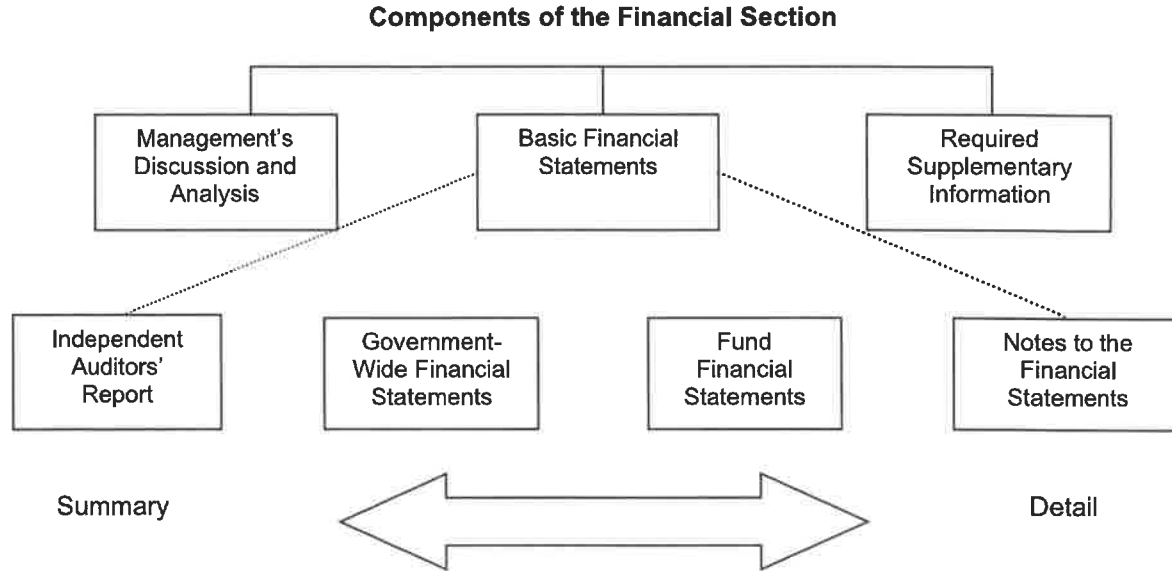 Components of the Financial Section
Management's
Discussion and
Analysis
Basic Financial
Statements
Required
Supplementary
Information
Independent
Auditors'
Report
Government-
Wide Financial
Statements
Fund
Financial
Statements
Notes to the
Financial
Statements
Summary
Detail